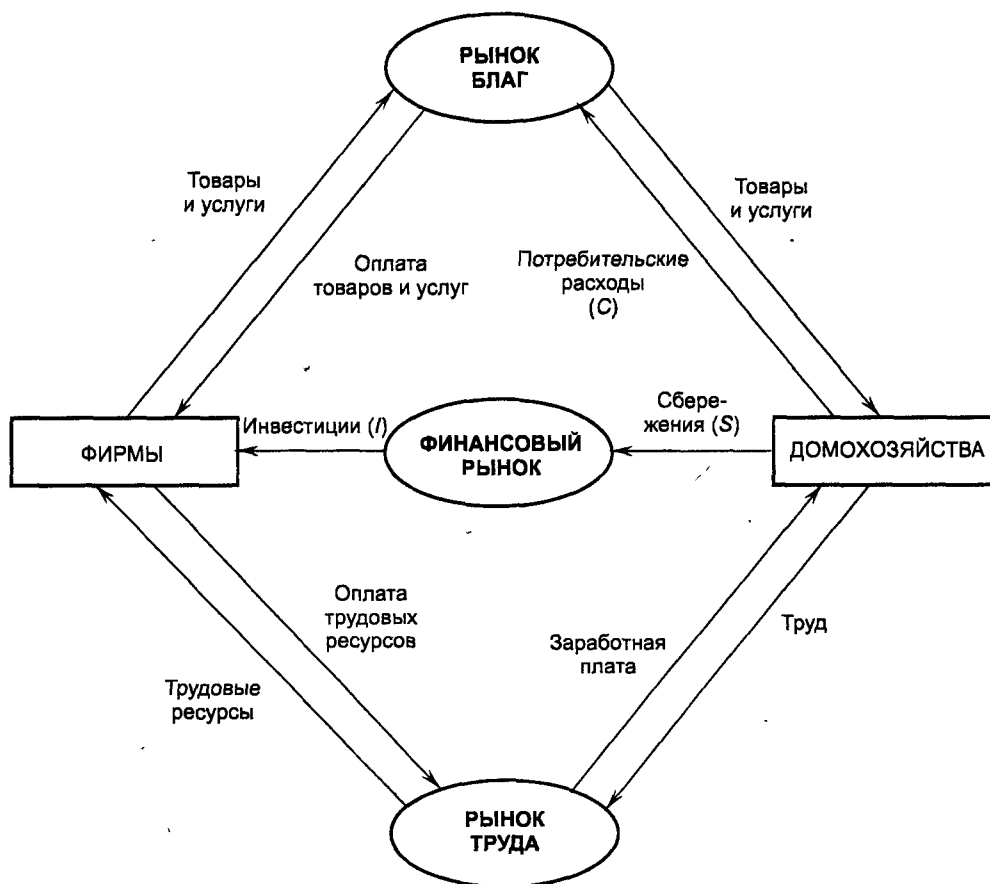 РЫНОК
БЛАГ
Товары
и услуги
Товары
и услуги
Оплата
товаров и услуг
Потребительские
расходы
(C)
ФИРМЫ
Инвестиции (I)
ФИНАНСОВЫЙ
РЫНОК
Сбере-
жения (S)
ДОМОХОЗЯЙСТВА
Оплата
трудовых
ресурсов
Заработная
плата
Труд
Трудовые
ресурсы
РЫНОК
ТРУДА